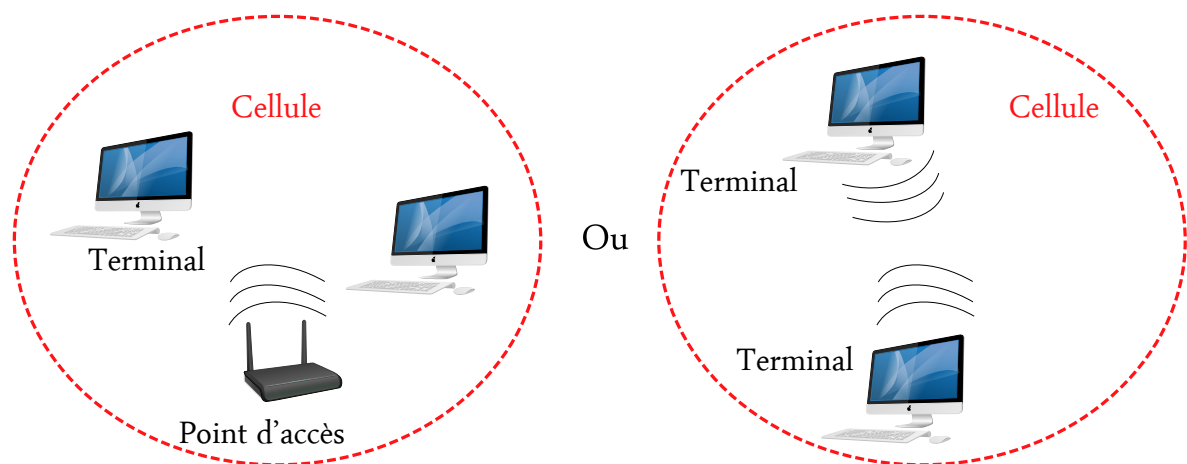 Cellule
Terminal
Point d'accès
Ou
Cellule
Terminal
Terminal